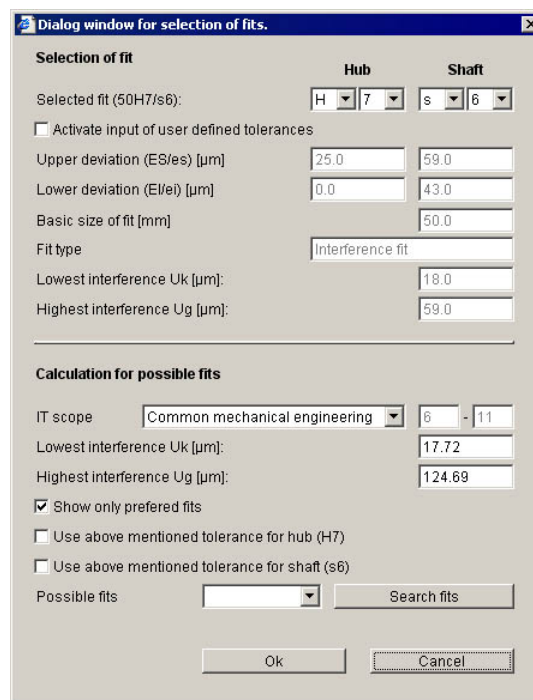 Dialog window for selection of fits.
Selection of fit
Hub Shaft
Selected fit (50H7/s6): H 7 s 6
Activate input of user defined tolerances
Upper deviation (ES/es) [µm] 25.0 59.0
Lower deviation (EI/ei) [µm] 0.0 43.0
Basic size of fit [mm] 50.0
Fit type Interference fit
Lowest interference Uk [µm]: 18.0
Highest interference Ug [µm]: 59.0
Calculation for possible fits
IT scope Common mechanical engineering 6 - 11
Lowest interference Uk [µm]: 17.72
Highest interference Ug [µm]: 124.69
Show only prefered fits
Use above mentioned tolerance for hub (H7)
Use above mentioned tolerance for shaft (s6)
Possible fits Search fits
Ok Cancel